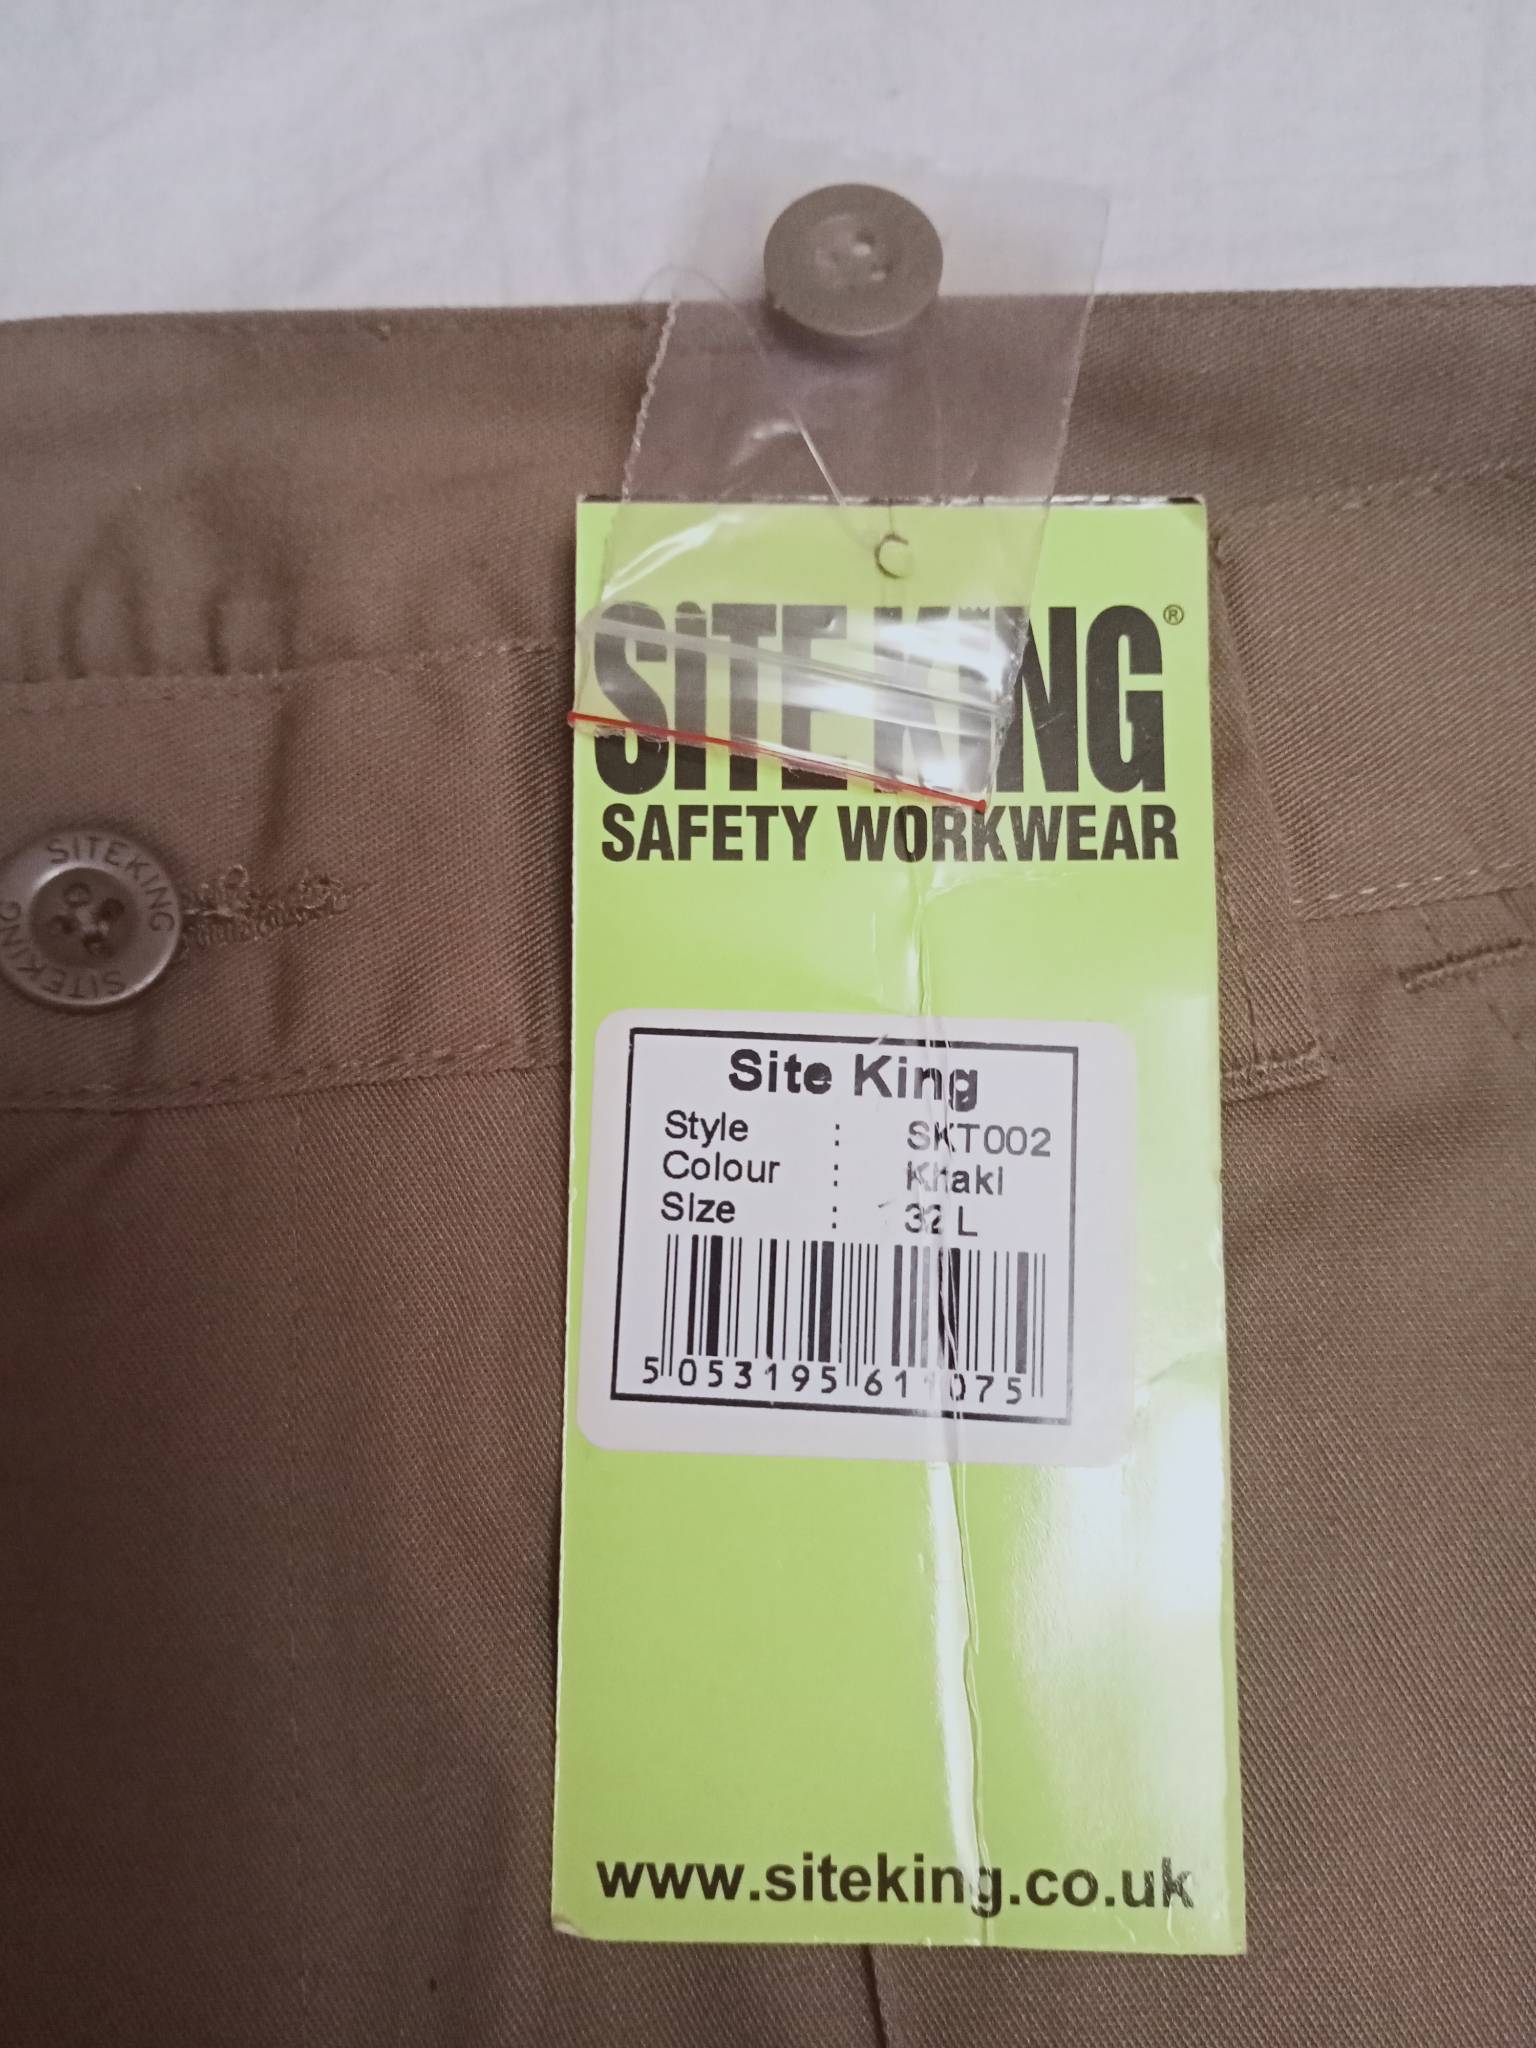 SiTE KiNG®
SAFETY WORKWEAR
SITEKING
SITEKING
Site King
Style : SKT002
Colour : Khaki
Size : 32 L
5 053195 611075
www.siteking.co.uk